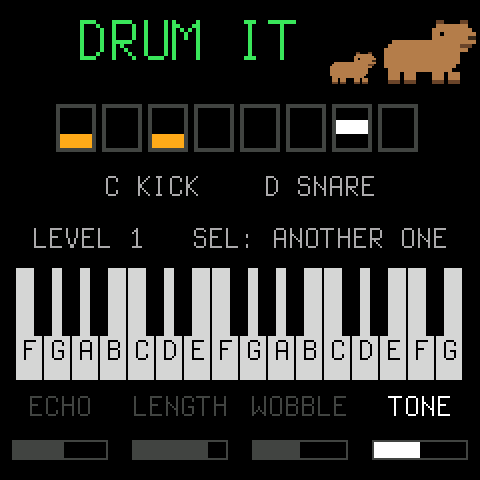 DRUM IT
C KICK D SNARE
LEVEL 1 SEL: ANOTHER ONE
F G A B C D E F G A B C D E F G
ECHO LENGTH WOBBLE TONE